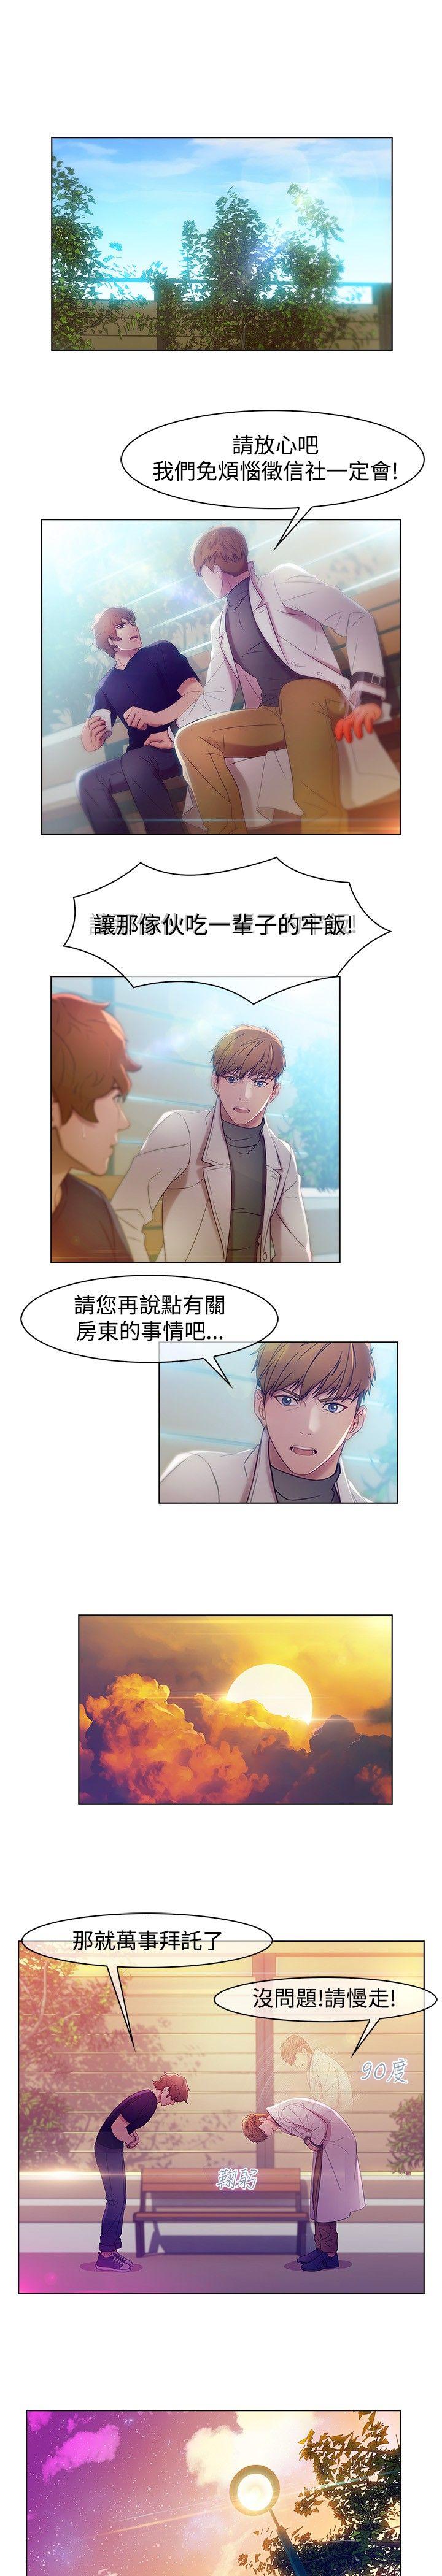 請放心吧
我們免煩惱徵信社一定會!
讓那傢伙吃一輩子的牢飯!
請您再說點有關
房東的事情吧...
那就萬事拜託了
沒問題!請慢走!
90度
鞠躬